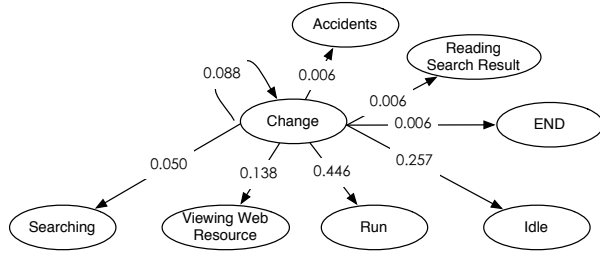 Accidents
Reading
Search Result
0.088
0.006
0.006
Change
0.006
END
0.050
0.138
0.446
0.257
Searching
Viewing Web
Resource
Run
Idle